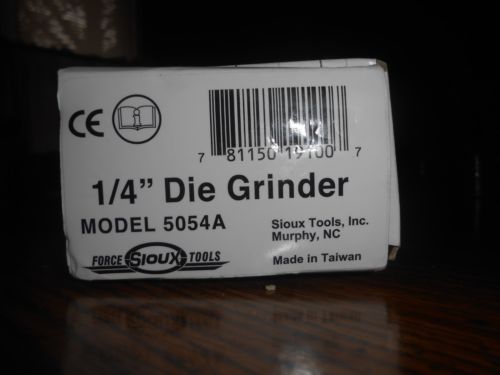 CE
7 81150 19100 7
1/4" Die Grinder
MODEL 5054A
Sioux Tools, Inc.
Murphy, NC
FORCE SIOUX TOOLS
Made in Taiwan